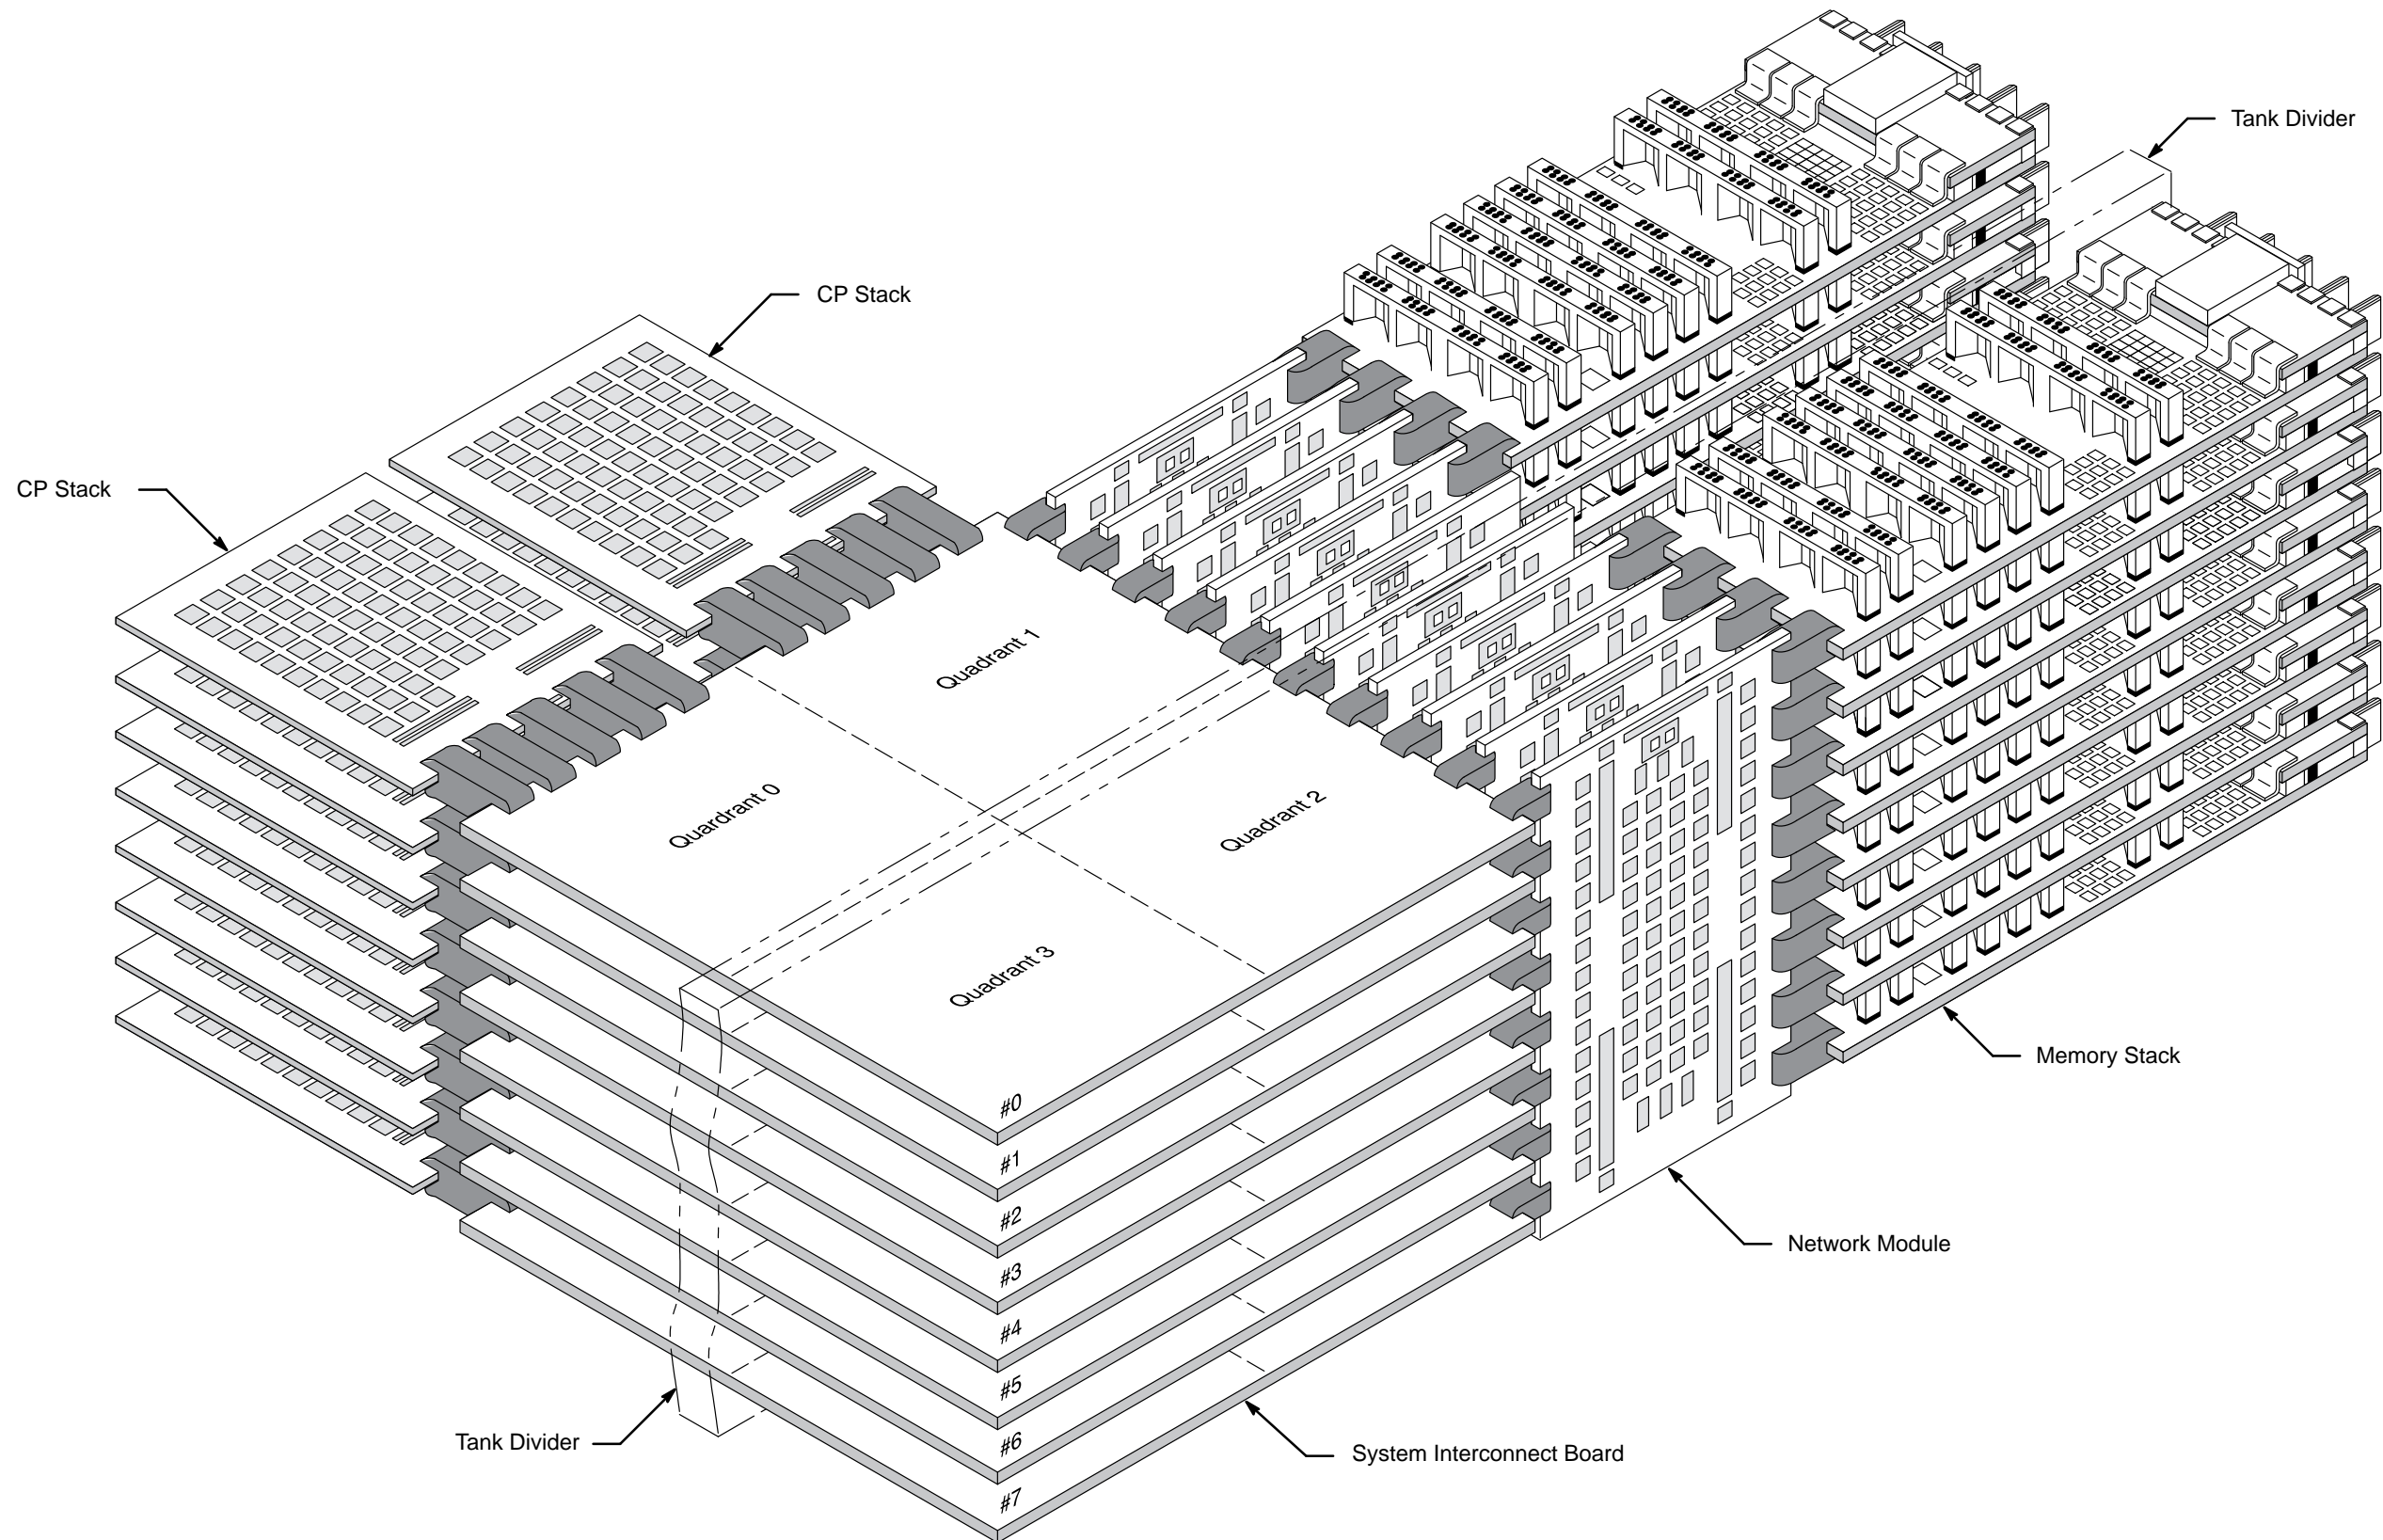 Tank Divider
CP Stack
CP Stack
Quadrant 1
Quardrant 0
Quadrant 2
Quadrant 3
Memory Stack
#0
#1
#2
#3
#4
#5
#6
#7
Network Module
Tank Divider
System Interconnect Board